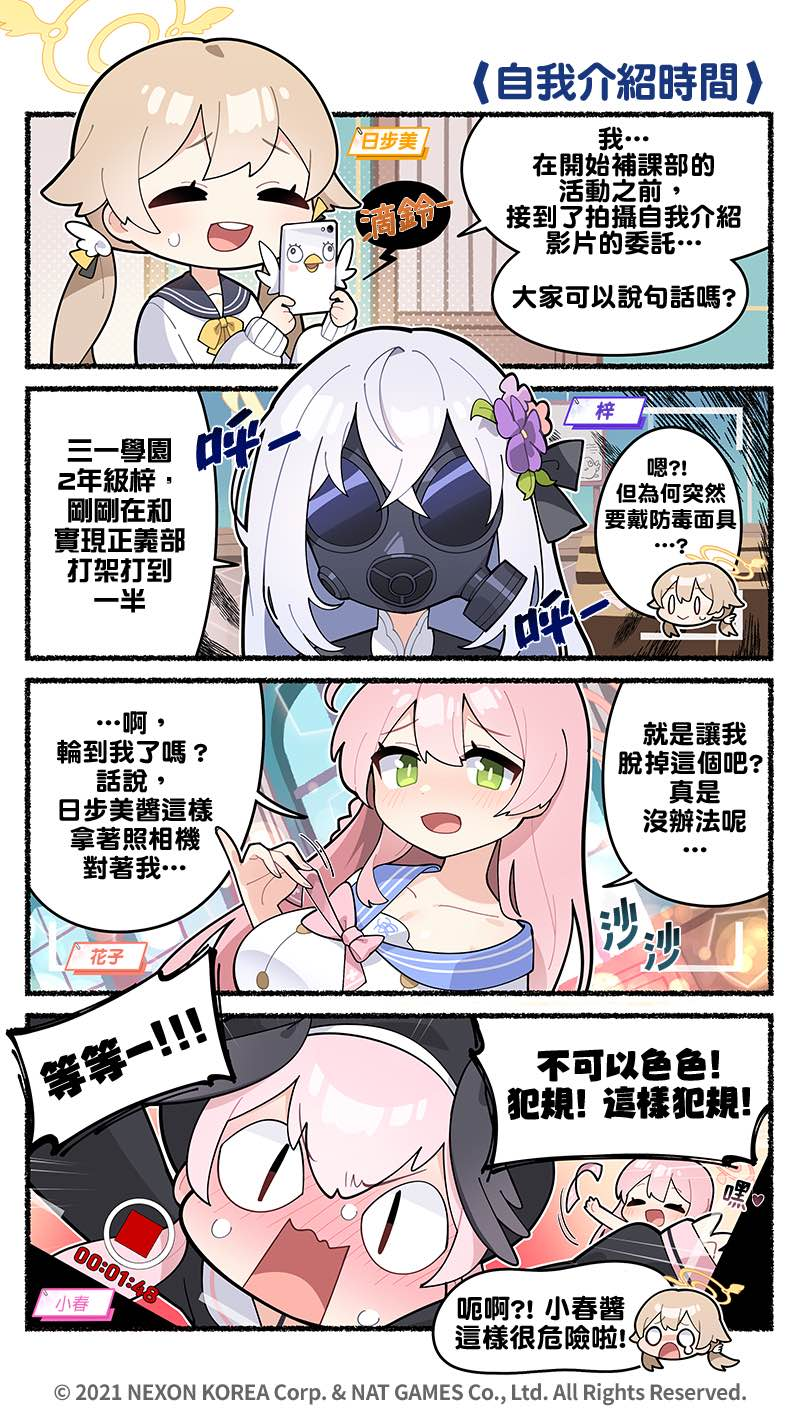 《自我介紹時間》
日步美
滴鈴ー
我…
在開始補課部的
活動之前，
接到了拍攝自我介紹
影片的委託…
大家可以說句話嗎?
梓
呼ー
三一學園
2年級梓，
剛剛在和
實現正義部
打架打到
一半
嗯?!
但為何突然
要戴防毒面具
…?
呼ー
…啊，
輪到我了嗎？
話說，
日步美醬這樣
拿著照相機
對著我…
就是讓我
脫掉這個吧?
真是
沒辦法呢
…
沙沙
花子
等等ー!!!
不可以色色!
犯規! 這樣犯規!
嘿♥
00:01:48
小春
呃啊?! 小春醬
這樣很危險啦!
© 2021 NEXON KOREA Corp. & NAT GAMES Co., Ltd. All Rights Reserved.